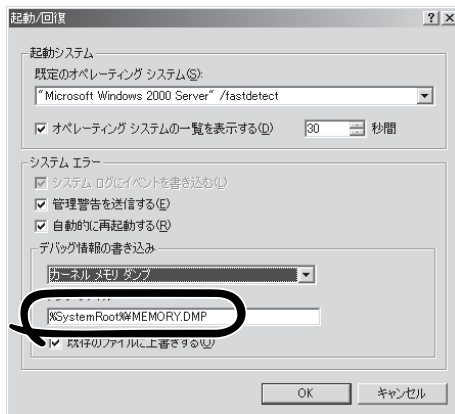 起動/回復
起動システム
既定のオペレーティング システム(S):
"Microsoft Windows 2000 Server" /fastdetect
オペレーティング システムの一覧を表示する(D) 30 秒間
システム エラー
システム ログにイベントを書き込む(L)
管理警告を送信する(E)
自動的に再起動する(R)
デバッグ情報の書き込み
カーネル メモリ ダンプ
%SystemRoot%¥MEMORY.DMP
既存のファイルに上書きする(O)
OK キャンセル